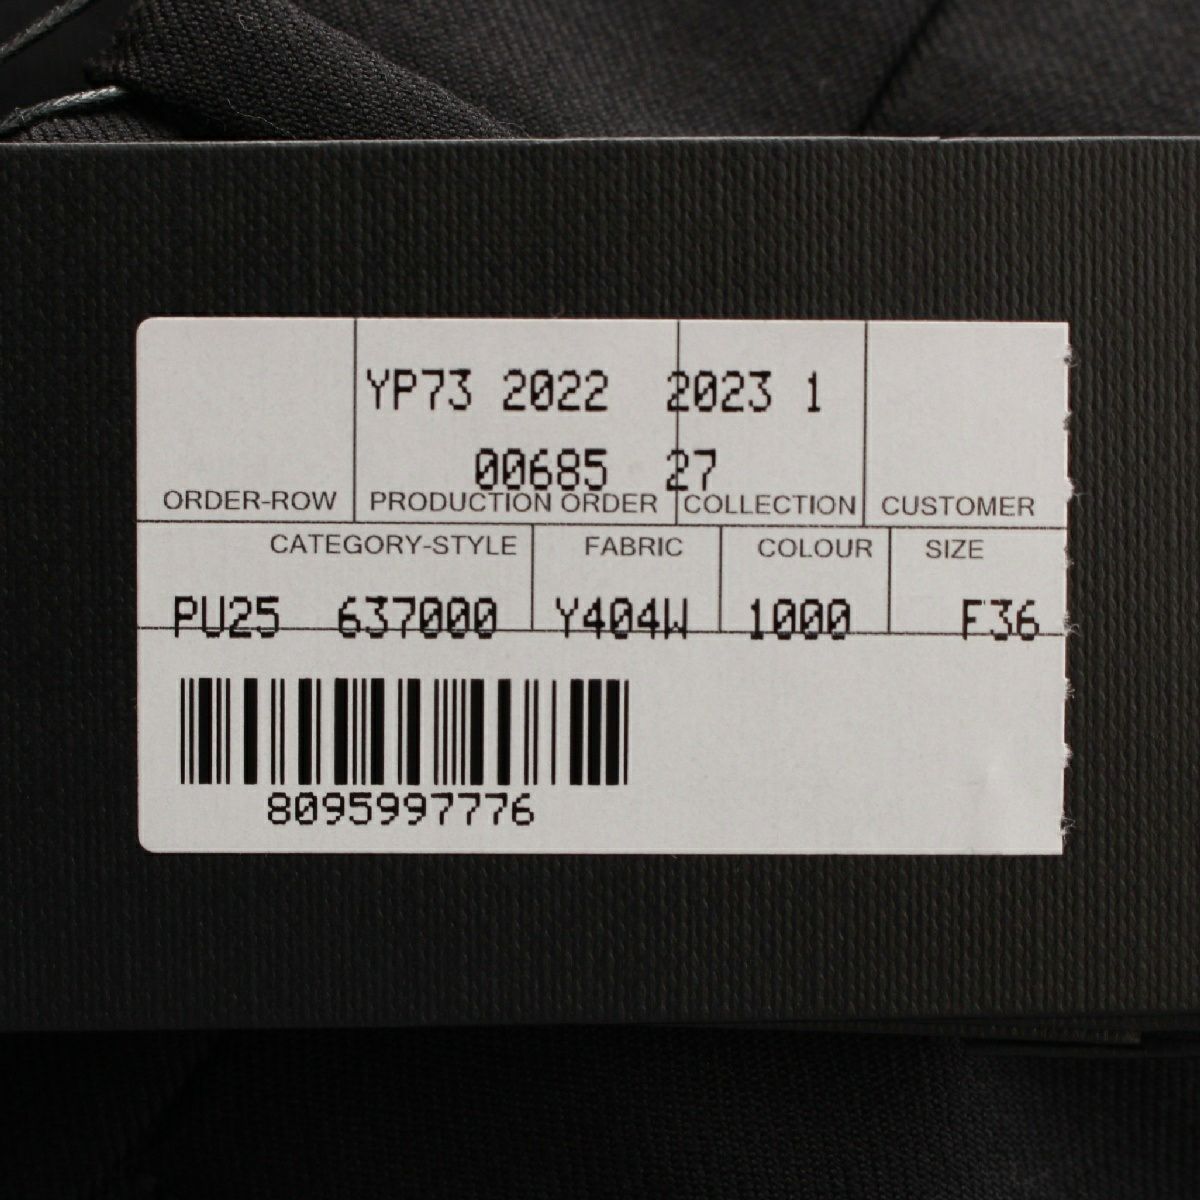 YP73 2022 2023 1
00685 27
ORDER-ROW PRODUCTION ORDER COLLECTION CUSTOMER
CATEGORY-STYLE FABRIC COLOUR SIZE
PU25 637000 Y404W 1000 F36
8095997776